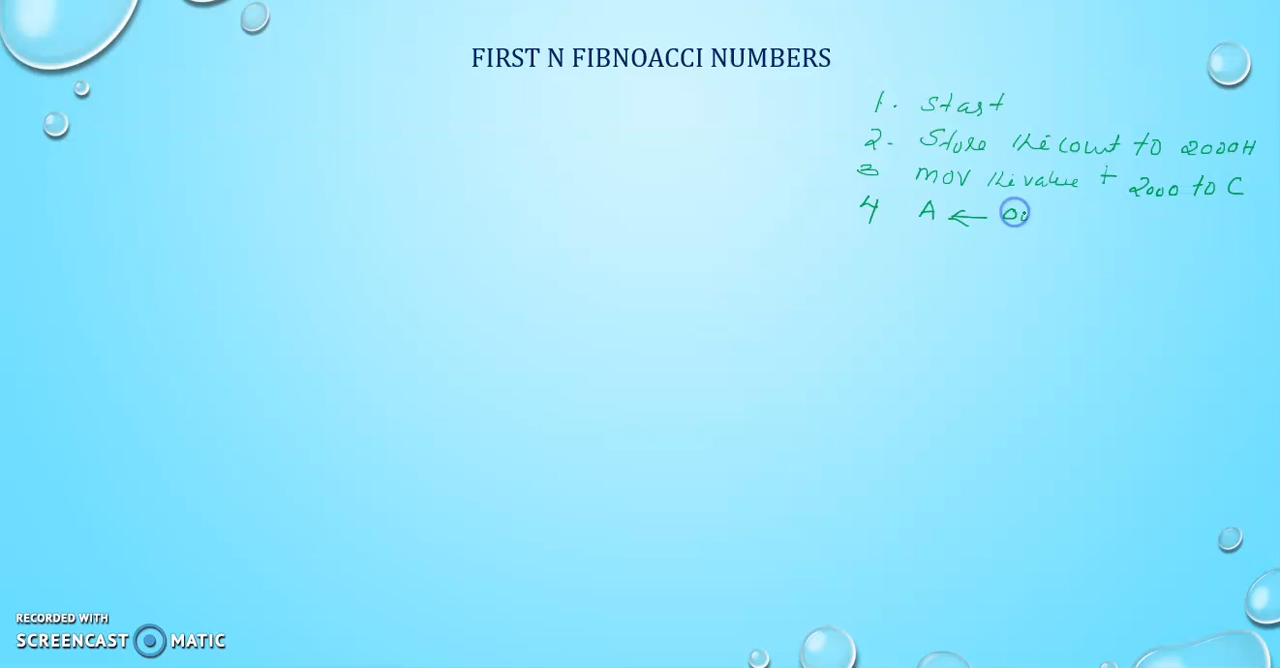 FIRST N FIBNOACCI NUMBERS
1. Start
2. Store the count to 2000H
3 mov the value 2000 to C
4 A ←
RECORDED WITH
SCREENCAST MATIC